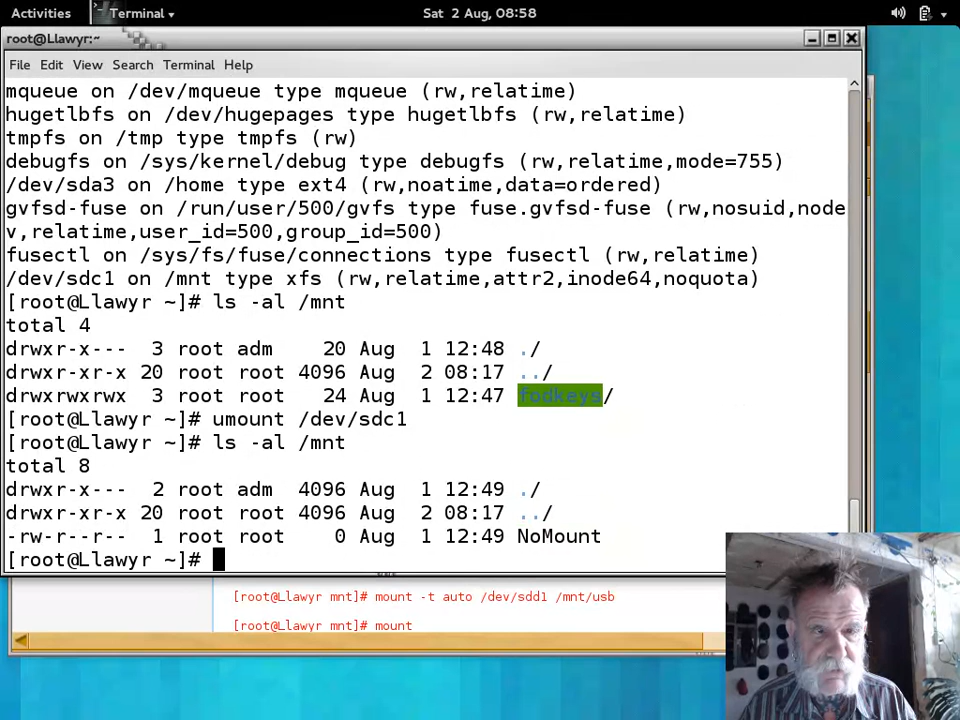 Activities Terminal Sat 2 Aug, 08:58
root@Llawyr:~
File Edit View Search Terminal Help
mqueue on /dev/mqueue type mqueue (rw,relatime)
hugetlbfs on /dev/hugepages type hugetlbfs (rw,relatime)
tmpfs on /tmp type tmpfs (rw)
debugfs on /sys/kernel/debug type debugfs (rw,relatime,mode=755)
/dev/sda3 on /home type ext4 (rw,noatime,data=ordered)
gvfsd-fuse on /run/user/500/gvfs type fuse.gvfsd-fuse (rw,nosuid,node
v,relatime,user_id=500,group_id=500)
fusectl on /sys/fs/fuse/connections type fusectl (rw,relatime)
/dev/sdc1 on /mnt type xfs (rw,relatime,attr2,inode64,noquota)
[root@Llawyr ~]# ls -al /mnt
total 4
drwxr-x--- 3 root adm 20 Aug 1 12:48 ./
drwxr-xr-x 20 root root 4096 Aug 2 08:17 ../
drwxrwxrwx 3 root root 24 Aug 1 12:47 fodkeys/
[root@Llawyr ~]# umount /dev/sdc1
[root@Llawyr ~]# ls -al /mnt
total 8
drwxr-x--- 2 root adm 4096 Aug 1 12:49 ./
drwxr-xr-x 20 root root 4096 Aug 2 08:17 ../
-rw-r--r-- 1 root root 0 Aug 1 12:49 NoMount
[root@Llawyr ~]#
[root@Llawyr mnt]# mount -t auto /dev/sdd1 /mnt/usb
[root@Llawyr mnt]# mount